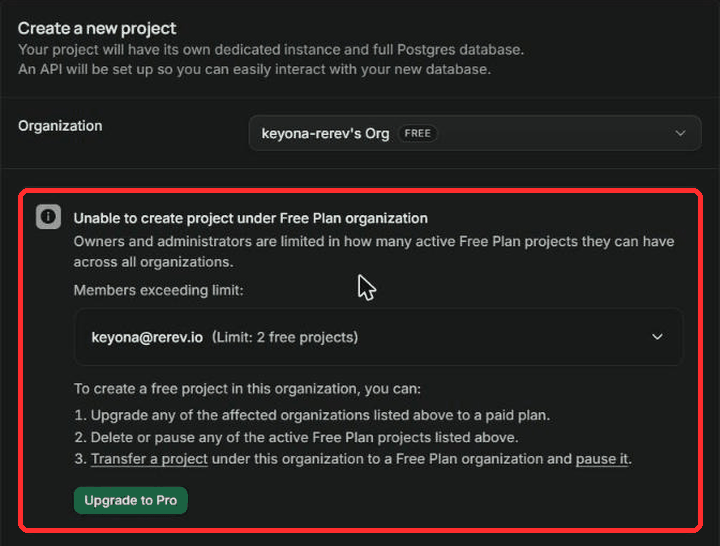 Create a new project
Your project will have its own dedicated instance and full Postgres database.
An API will be set up so you can easily interact with your new database.
Organization
keyona-rerev's Org FREE
Unable to create project under Free Plan organization
Owners and administrators are limited in how many active Free Plan projects they can have
across all organizations.
Members exceeding limit:
keyona@rerev.io (Limit: 2 free projects)
To create a free project in this organization, you can:
1. Upgrade any of the affected organizations listed above to a paid plan.
2. Delete or pause any of the active Free Plan projects listed above.
3. Transfer a project under this organization to a Free Plan organization and pause it.
Upgrade to Pro